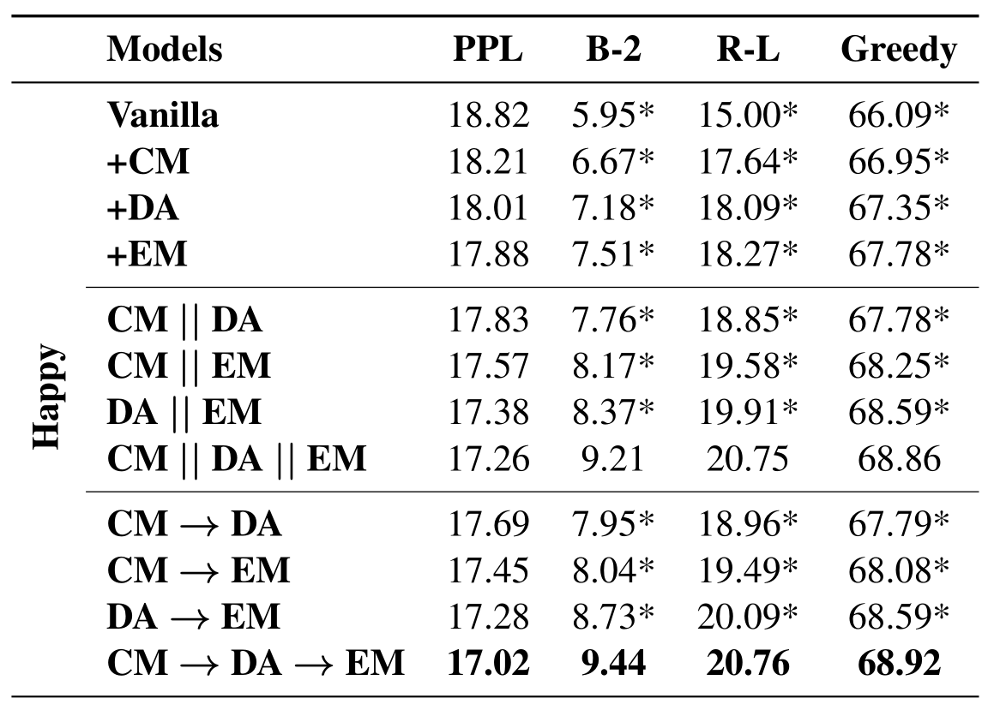 Models PPL B-2 R-L Greedy
Happy
Vanilla 18.82 5.95* 15.00* 66.09*
+CM 18.21 6.67* 17.64* 66.95*
+DA 18.01 7.18* 18.09* 67.35*
+EM 17.88 7.51* 18.27* 67.78*
CM || DA 17.83 7.76* 18.85* 67.78*
CM || EM 17.57 8.17* 19.58* 68.25*
DA || EM 17.38 8.37* 19.91* 68.59*
CM || DA || EM 17.26 9.21 20.75 68.86
CM → DA 17.69 7.95* 18.96* 67.79*
CM → EM 17.45 8.04* 19.49* 68.08*
DA → EM 17.28 8.73* 20.09* 68.59*
CM → DA → EM 17.02 9.44 20.76 68.92